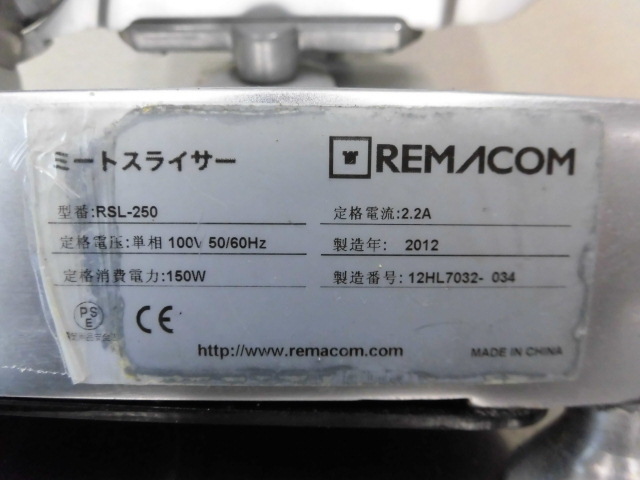 ミートスライサー
REMACOM
型番:RSL-250
定格電流:2.2A
定格電圧:単相 100V 50/60Hz
製造年: 2012
定格消費電力:150W
製造番号: 12HL7032- 034
PS
E
CE
http://www.remacom.com
MADE IN CHINA